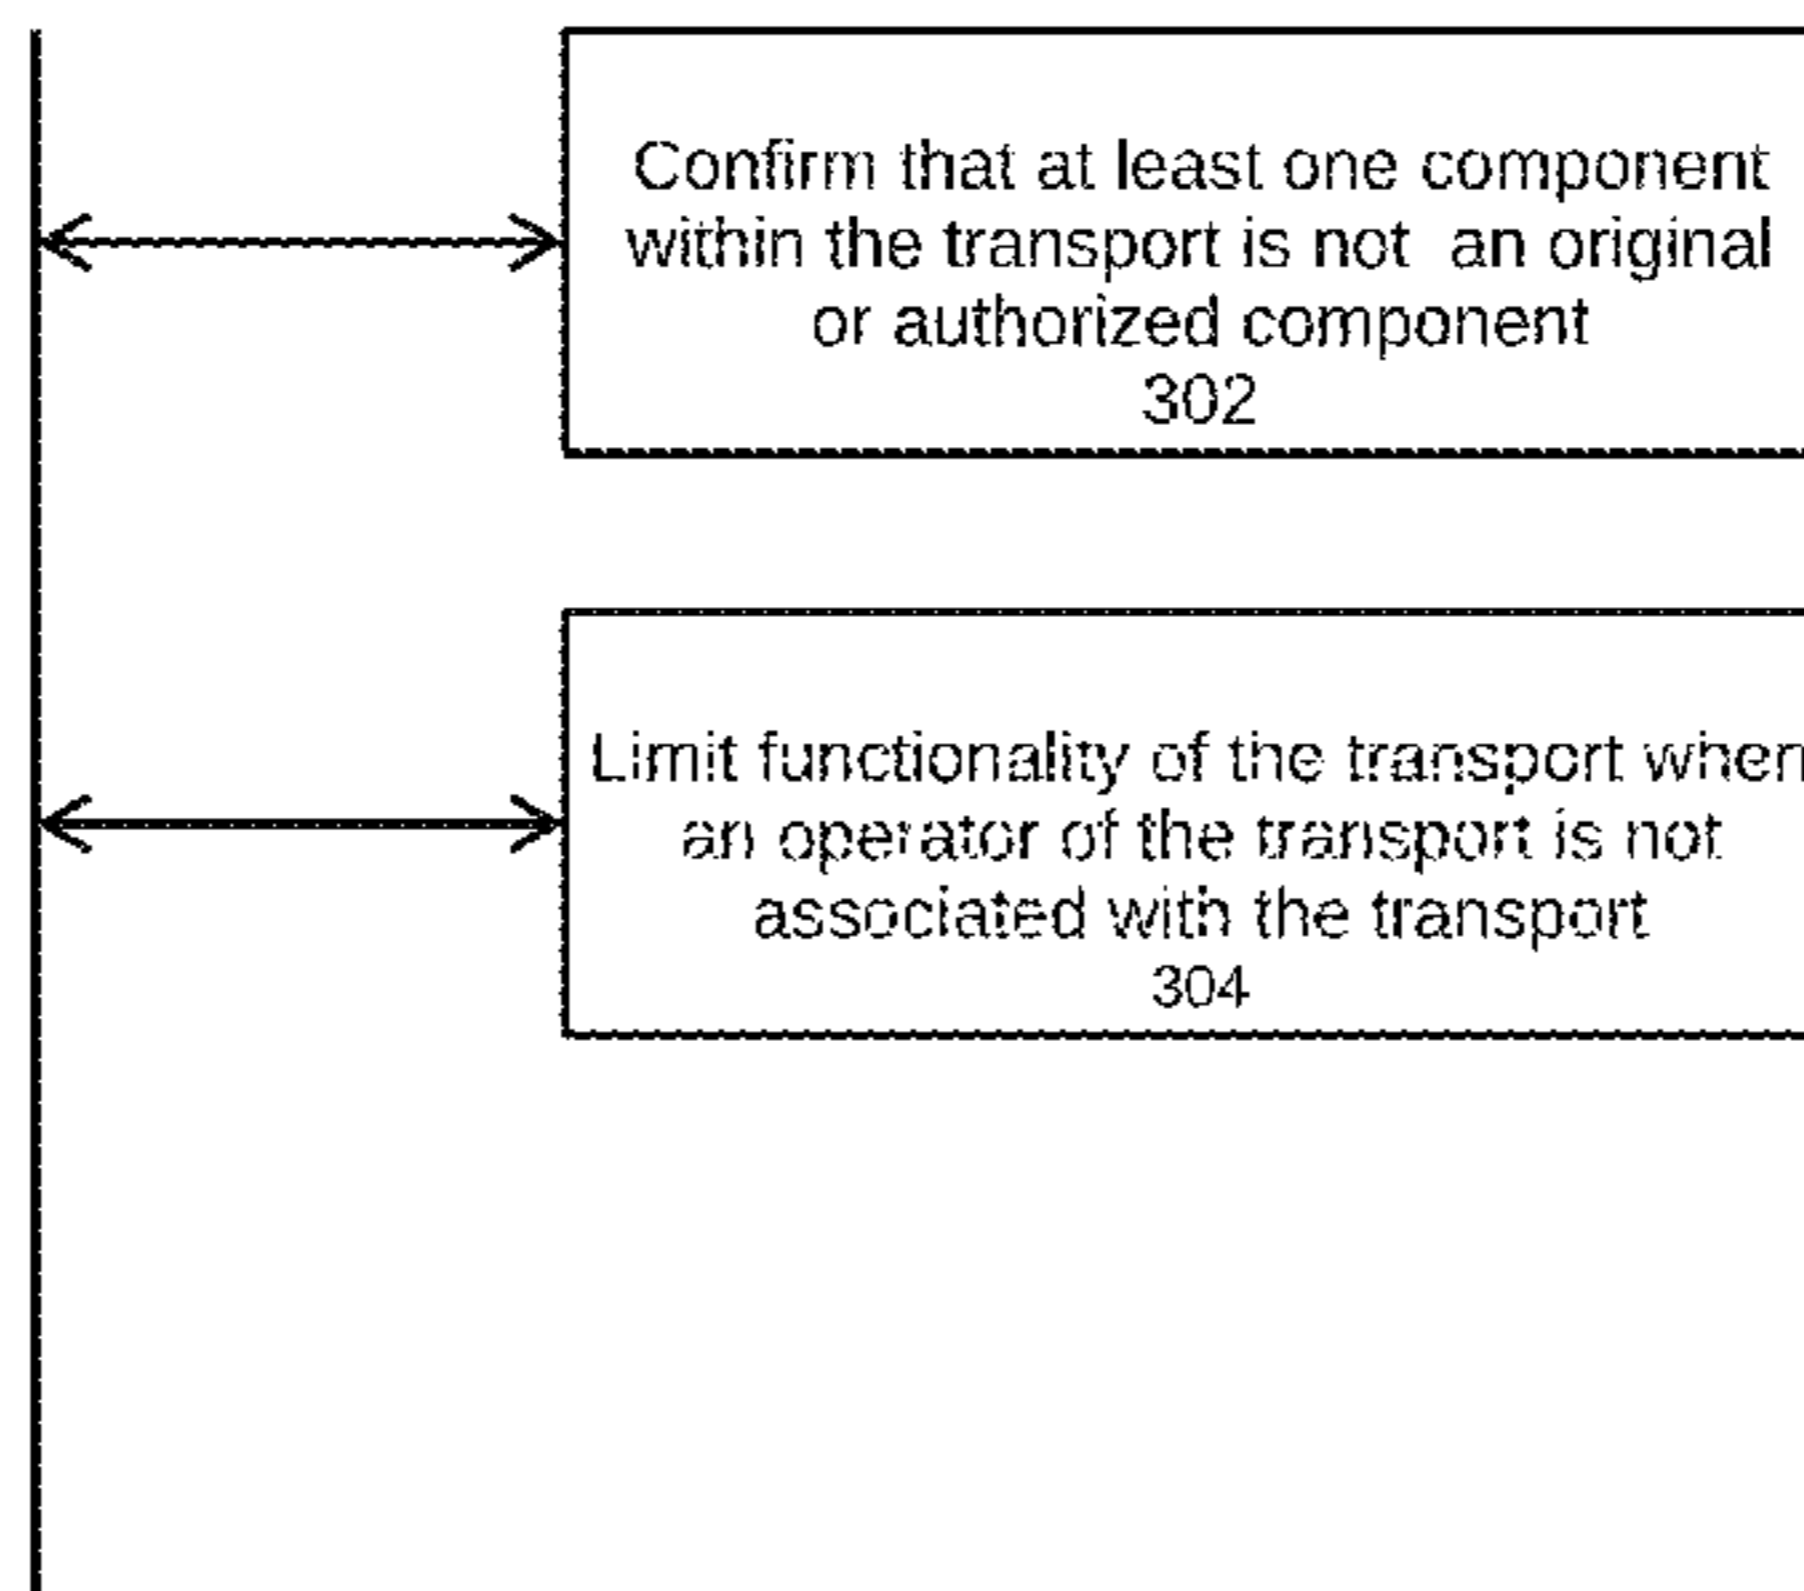 Confirm that at least one component
within the transport is not  an original
or authorized component
302
Limit functionality of the transport when
an operator of the transport is not
associated with the transport
304